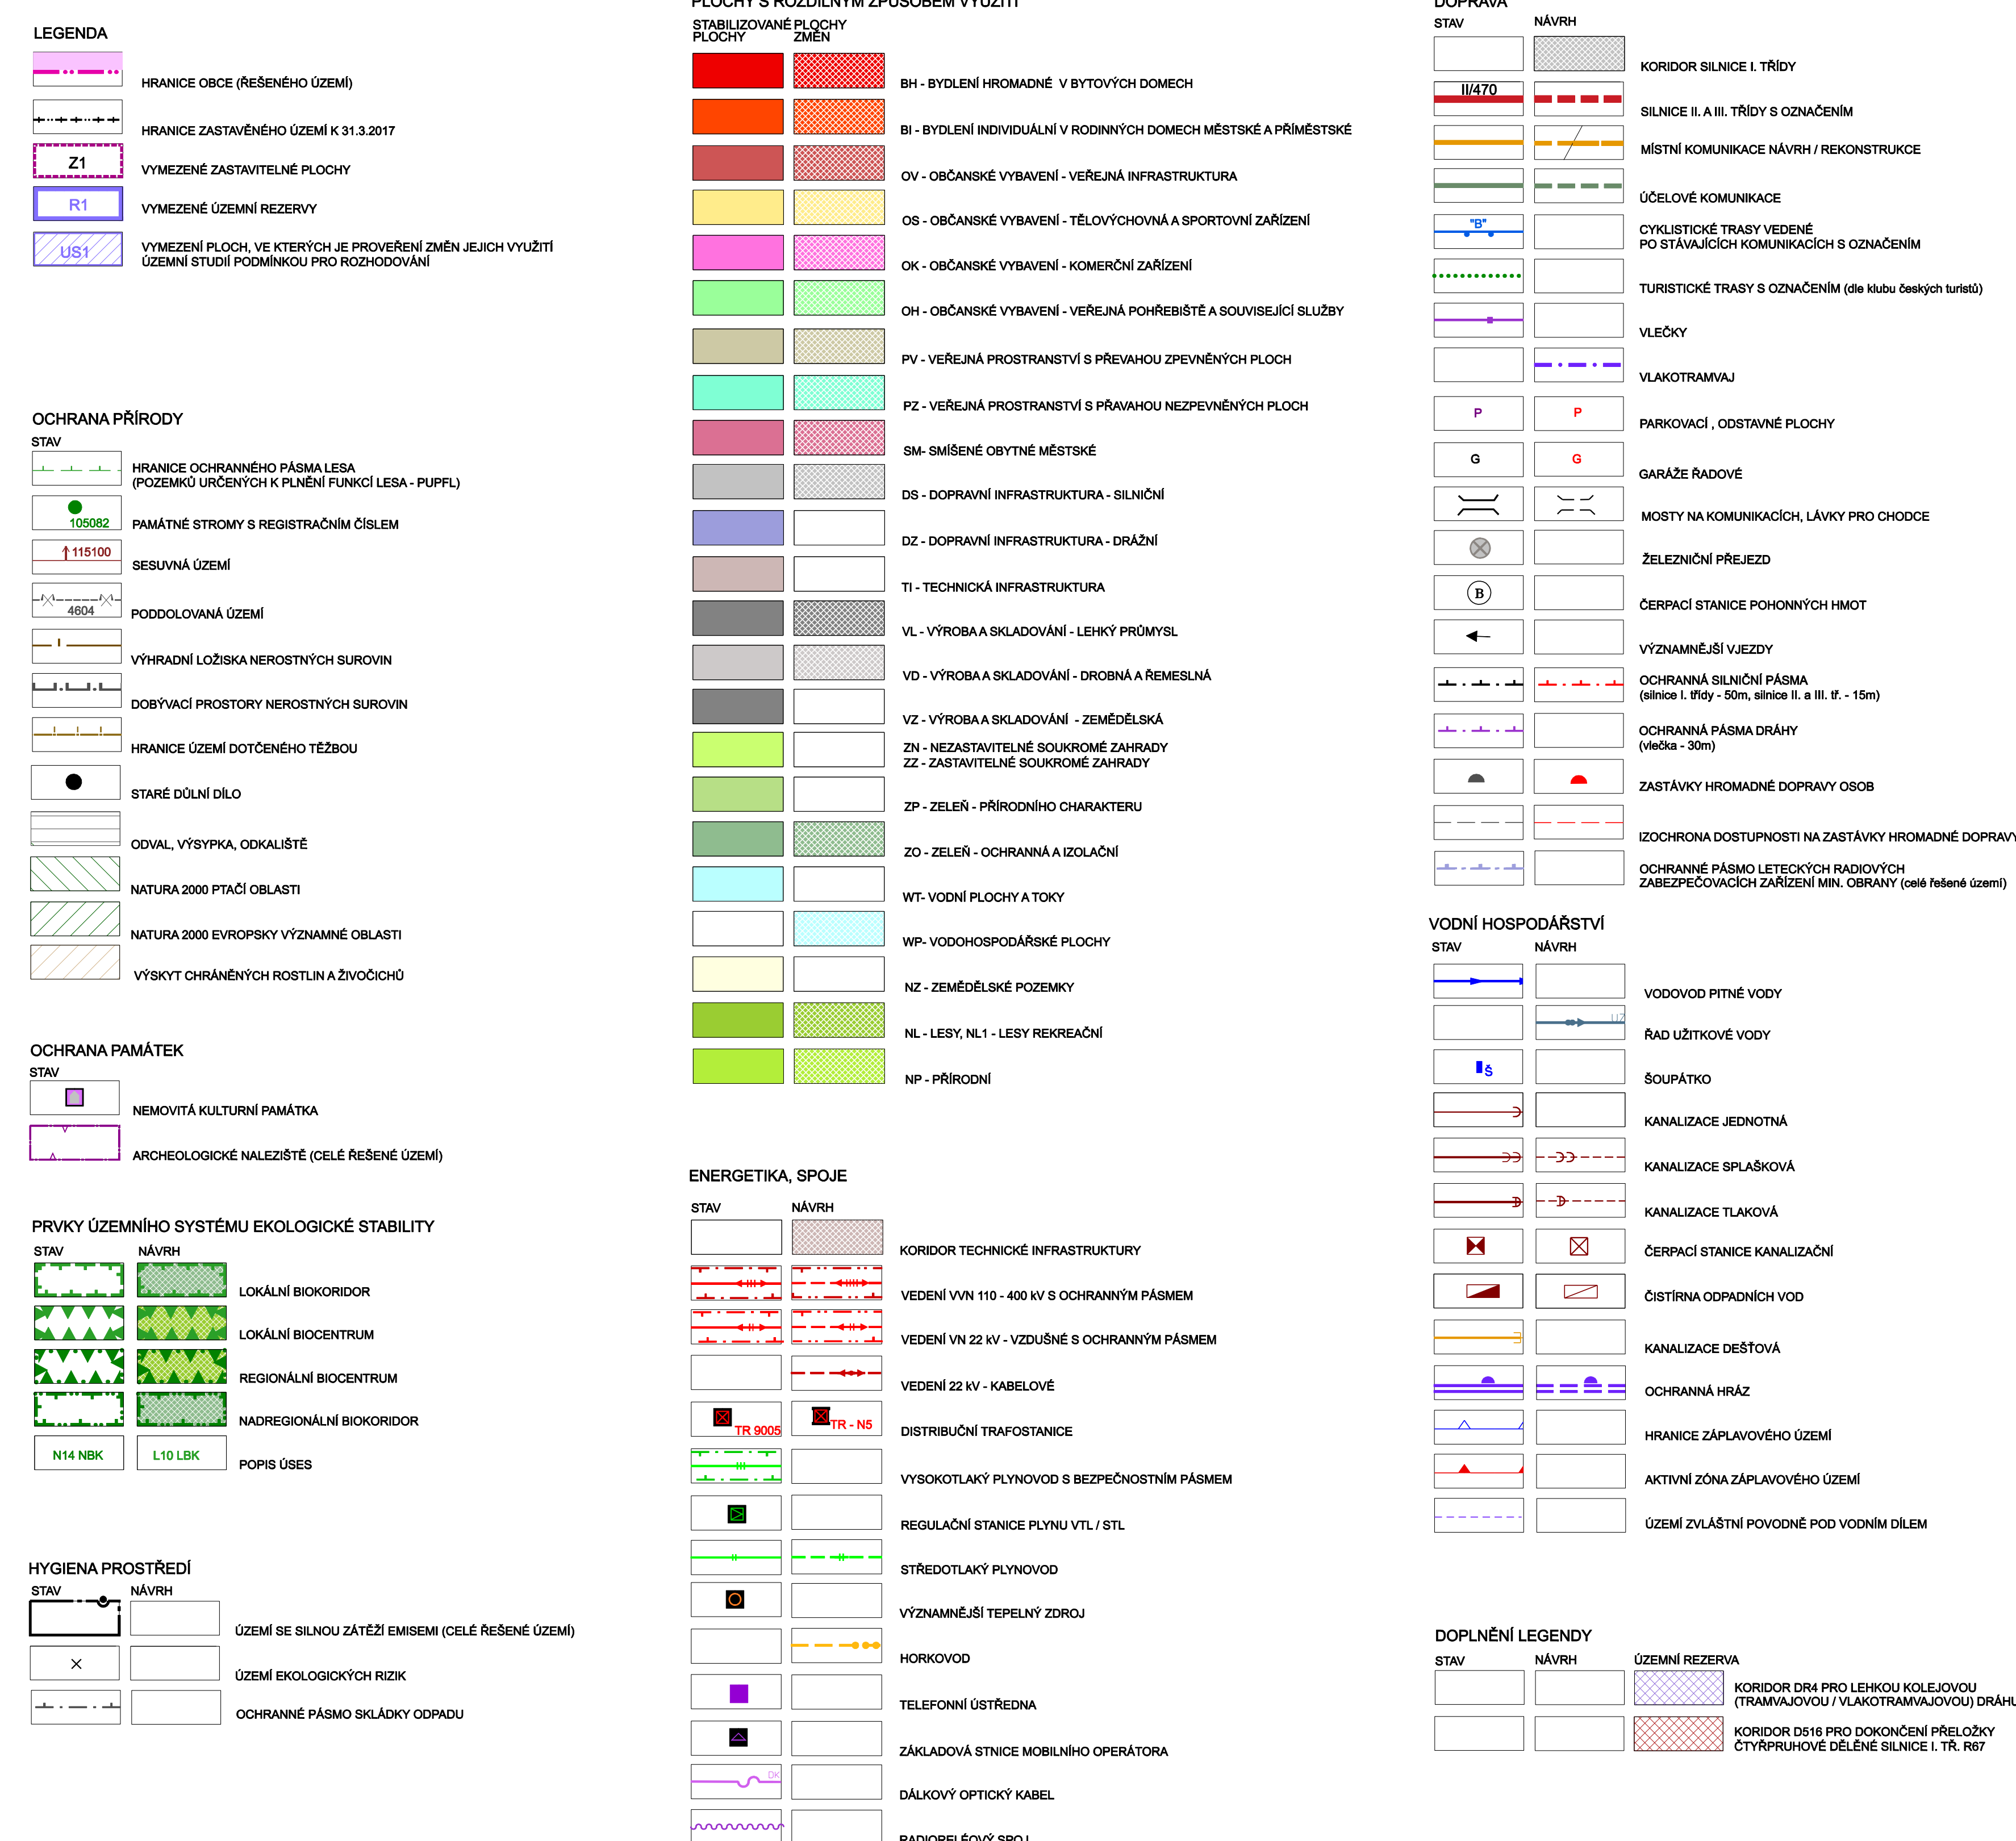 LEGENDA
HRANICE OBCE (ŘEŠENÉHO ÚZEMÍ)
HRANICE ZASTAVĚNÉHO ÚZEMÍ K 31.3.2017
Z1
VYMEZENÉ ZASTAVITELNÉ PLOCHY
R1
VYMEZENÉ ÚZEMNÍ REZERVY
US1
VYMEZENÍ PLOCH, VE KTERÝCH JE PROVEŘENÍ ZMĚN JEJICH VYUŽITÍ
ÚZEMNÍ STUDIÍ PODMÍNKOU PRO ROZHODOVÁNÍ
OCHRANA PŘÍRODY
STAV
HRANICE OCHRANNÉHO PÁSMA LESA
(POZEMKŮ URČENÝCH K PLNĚNÍ FUNKCÍ LESA - PUPFL)
105082
PAMÁTNÉ STROMY S REGISTRAČNÍM ČÍSLEM
115100
SESUVNÁ ÚZEMÍ
4604
PODDOLOVANÁ ÚZEMÍ
VÝHRADNÍ LOŽISKA NEROSTNÝCH SUROVIN
DOBÝVACÍ PROSTORY NEROSTNÝCH SUROVIN
HRANICE ÚZEMÍ DOTČENÉHO TĚŽBOU
STARÉ DŮLNÍ DÍLO
ODVAL, VÝSYPKA, ODKALIŠTĚ
NATURA 2000 PTAČÍ OBLASTI
NATURA 2000 EVROPSKY VÝZNAMNÉ OBLASTI
VÝSKYT CHRÁNĚNÝCH ROSTLIN A ŽIVOČICHŮ
OCHRANA PAMÁTEK
STAV
NEMOVITÁ KULTURNÍ PAMÁTKA
ARCHEOLOGICKÉ NALEZIŠTĚ (CELÉ ŘEŠENÉ ÚZEMÍ)
PRVKY ÚZEMNÍHO SYSTÉMU EKOLOGICKÉ STABILITY
STAV NÁVRH
LOKÁLNÍ BIOKORIDOR
LOKÁLNÍ BIOCENTRUM
REGIONÁLNÍ BIOCENTRUM
NADREGIONÁLNÍ BIOKORIDOR
N14 NBK L10 LBK
POPIS ÚSES
HYGIENA PROSTŘEDÍ
STAV NÁVRH
ÚZEMÍ SE SILNOU ZÁTĚŽÍ EMISEMI (CELÉ ŘEŠENÉ ÚZEMÍ)
ÚZEMÍ EKOLOGICKÝCH RIZIK
OCHRANNÉ PÁSMO SKLÁDKY ODPADU
PLOCHY S ROZDÍLNÝM ZPŮSOBEM VYUŽITÍ
STABILIZOVANÉ PLOCHY
PLOCHY ZMĚN
BH - BYDLENÍ HROMADNÉ V BYTOVÝCH DOMECH
BI - BYDLENÍ INDIVIDUÁLNÍ V RODINNÝCH DOMECH MĚSTSKÉ A PŘÍMĚSTSKÉ
OV - OBČANSKÉ VYBAVENÍ - VEŘEJNÁ INFRASTRUKTURA
OS - OBČANSKÉ VYBAVENÍ - TĚLOVÝCHOVNÁ A SPORTOVNÍ ZAŘÍZENÍ
OK - OBČANSKÉ VYBAVENÍ - KOMERČNÍ ZAŘÍZENÍ
OH - OBČANSKÉ VYBAVENÍ - VEŘEJNÁ POHŘEBIŠTĚ A SOUVISEJÍCÍ SLUŽBY
PV - VEŘEJNÁ PROSTRANSTVÍ S PŘEVAHOU ZPEVNĚNÝCH PLOCH
PZ - VEŘEJNÁ PROSTRANSTVÍ S PŘAVAHOU NEZPEVNĚNÝCH PLOCH
SM- SMÍŠENÉ OBYTNÉ MĚSTSKÉ
DS - DOPRAVNÍ INFRASTRUKTURA - SILNIČNÍ
DZ - DOPRAVNÍ INFRASTRUKTURA - DRÁŽNÍ
TI - TECHNICKÁ INFRASTRUKTURA
VL - VÝROBA A SKLADOVÁNÍ - LEHKÝ PRŮMYSL
VD - VÝROBA A SKLADOVÁNÍ - DROBNÁ A ŘEMESLNÁ
VZ - VÝROBA A SKLADOVÁNÍ - ZEMĚDĚLSKÁ
ZN - NEZASTAVITELNÉ SOUKROMÉ ZAHRADY
ZZ - ZASTAVITELNÉ SOUKROMÉ ZAHRADY
ZP - ZELEŇ - PŘÍRODNÍHO CHARAKTERU
ZO - ZELEŇ - OCHRANNÁ A IZOLAČNÍ
WT- VODNÍ PLOCHY A TOKY
WP- VODOHOSPODÁŘSKÉ PLOCHY
NZ - ZEMĚDĚLSKÉ POZEMKY
NL - LESY, NL1 - LESY REKREAČNÍ
NP - PŘÍRODNÍ
ENERGETIKA, SPOJE
STAV NÁVRH
KORIDOR TECHNICKÉ INFRASTRUKTURY
VEDENÍ VVN 110 - 400 kV S OCHRANNÝM PÁSMEM
VEDENÍ VN 22 kV - VZDUŠNÉ S OCHRANNÝM PÁSMEM
VEDENÍ 22 kV - KABELOVÉ
TR 9005 TR - N5
DISTRIBUČNÍ TRAFOSTANICE
VYSOKOTLAKÝ PLYNOVOD S BEZPEČNOSTNÍM PÁSMEM
REGULAČNÍ STANICE PLYNU VTL / STL
STŘEDOTLAKÝ PLYNOVOD
VÝZNAMNĚJŠÍ TEPELNÝ ZDROJ
HORKOVOD
TELEFONNÍ ÚSTŘEDNA
ZÁKLADOVÁ STNICE MOBILNÍHO OPERÁTORA
DK
DÁLKOVÝ OPTICKÝ KABEL
RADIORELÉOVÝ SPOJ
DOPRAVA
STAV NÁVRH
KORIDOR SILNICE I. TŘÍDY
II/470
SILNICE II. A III. TŘÍDY S OZNAČENÍM
MÍSTNÍ KOMUNIKACE NÁVRH / REKONSTRUKCE
ÚČELOVÉ KOMUNIKACE
"B"
CYKLISTICKÉ TRASY VEDENÉ
PO STÁVAJÍCÍCH KOMUNIKACÍCH S OZNAČENÍM
TURISTICKÉ TRASY S OZNAČENÍM (dle klubu českých turistů)
VLEČKY
VLAKOTRAMVAJ
P P
PARKOVACÍ , ODSTAVNÉ PLOCHY
G G
GARÁŽE ŘADOVÉ
MOSTY NA KOMUNIKACÍCH, LÁVKY PRO CHODCE
ŽELEZNIČNÍ PŘEJEZD
B
ČERPACÍ STANICE POHONNÝCH HMOT
VÝZNAMNĚJŠÍ VJEZDY
OCHRANNÁ SILNIČNÍ PÁSMA
(silnice I. třídy - 50m, silnice II. a III. tř. - 15m)
OCHRANNÁ PÁSMA DRÁHY
(vlečka - 30m)
ZASTÁVKY HROMADNÉ DOPRAVY OSOB
IZOCHRONA DOSTUPNOSTI NA ZASTÁVKY HROMADNÉ DOPRAVY
OCHRANNÉ PÁSMO LETECKÝCH RADIOVÝCH
ZABEZPEČOVACÍCH ZAŘÍZENÍ MIN. OBRANY (celé řešené území)
VODNÍ HOSPODÁŘSTVÍ
STAV NÁVRH
VODOVOD PITNÉ VODY
UZ
ŘAD UŽITKOVÉ VODY
Š
ŠOUPÁTKO
KANALIZACE JEDNOTNÁ
KANALIZACE SPLAŠKOVÁ
KANALIZACE TLAKOVÁ
ČERPACÍ STANICE KANALIZAČNÍ
ČISTÍRNA ODPADNÍCH VOD
KANALIZACE DEŠŤOVÁ
OCHRANNÁ HRÁZ
HRANICE ZÁPLAVOVÉHO ÚZEMÍ
AKTIVNÍ ZÓNA ZÁPLAVOVÉHO ÚZEMÍ
ÚZEMÍ ZVLÁŠTNÍ POVODNĚ POD VODNÍM DÍLEM
DOPLNĚNÍ LEGENDY
STAV NÁVRH ÚZEMNÍ REZERVA
KORIDOR DR4 PRO LEHKOU KOLEJOVOU
(TRAMVAJOVOU / VLAKOTRAMVAJOVOU) DRÁHU
KORIDOR D516 PRO DOKONČENÍ PŘELOŽKY
ČTYŘPRUHOVÉ DĚLENÉ SILNICE I. TŘ. R67